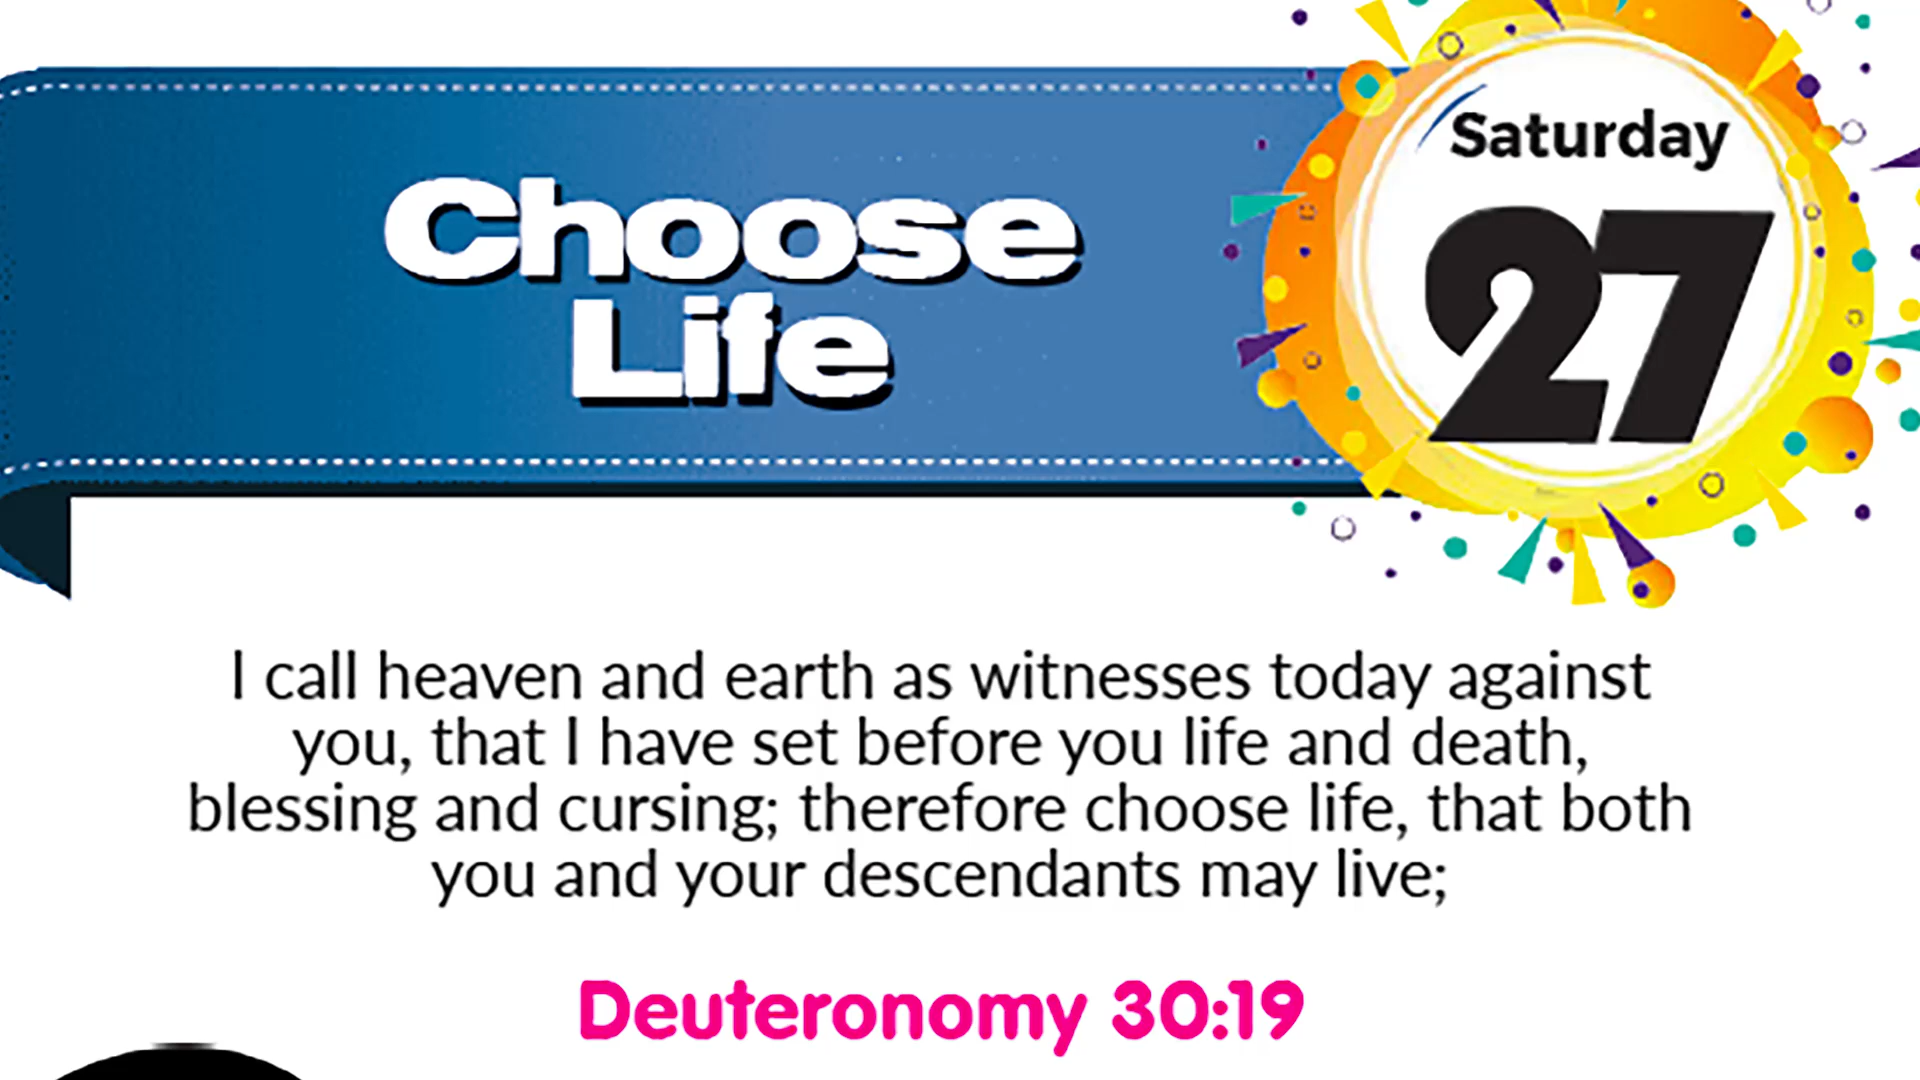 Choose
Life
Saturday
27
I call heaven and earth as witnesses today against
you, that I have set before you life and death,
blessing and cursing; therefore choose life, that both
you and your descendants may live;
Deuteronomy 30:19